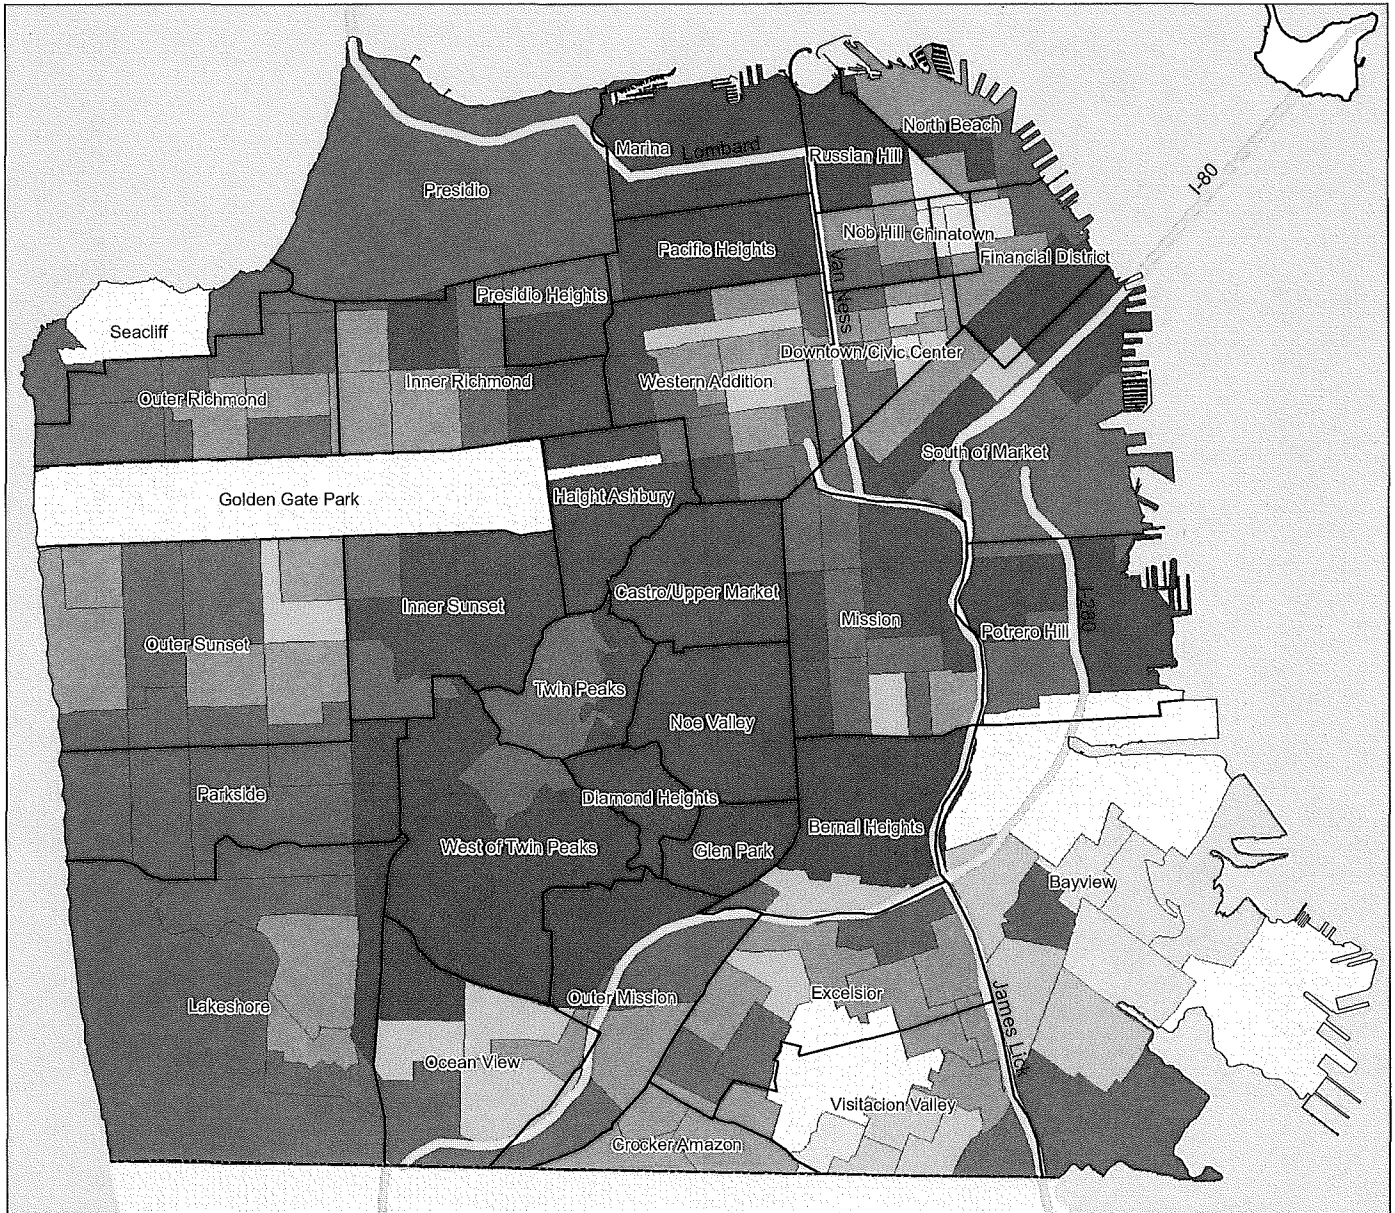 North Beach
Marina
Lombard
Russian Hill
I-80
Presidio
Nob Hill
Chinatown
Pacific Heights
Van Ness
Financial District
Presidio Heights
Seacliff
Downtown/Civic Center
Inner Richmond
Western Addition
Outer Richmond
South of Market
Golden Gate Park
Haight Ashbury
Castro/Upper Market
Inner Sunset
I-280
Mission
Potrero Hill
Outer Sunset
Twin Peaks
Noe Valley
Parkside
Diamond Heights
Bernal Heights
West of Twin Peaks
Glen Park
Bayview
Excelsior
Outer Mission
Lakeshore
James Lick
Ocean View
Visitacion Valley
Crocker Amazon